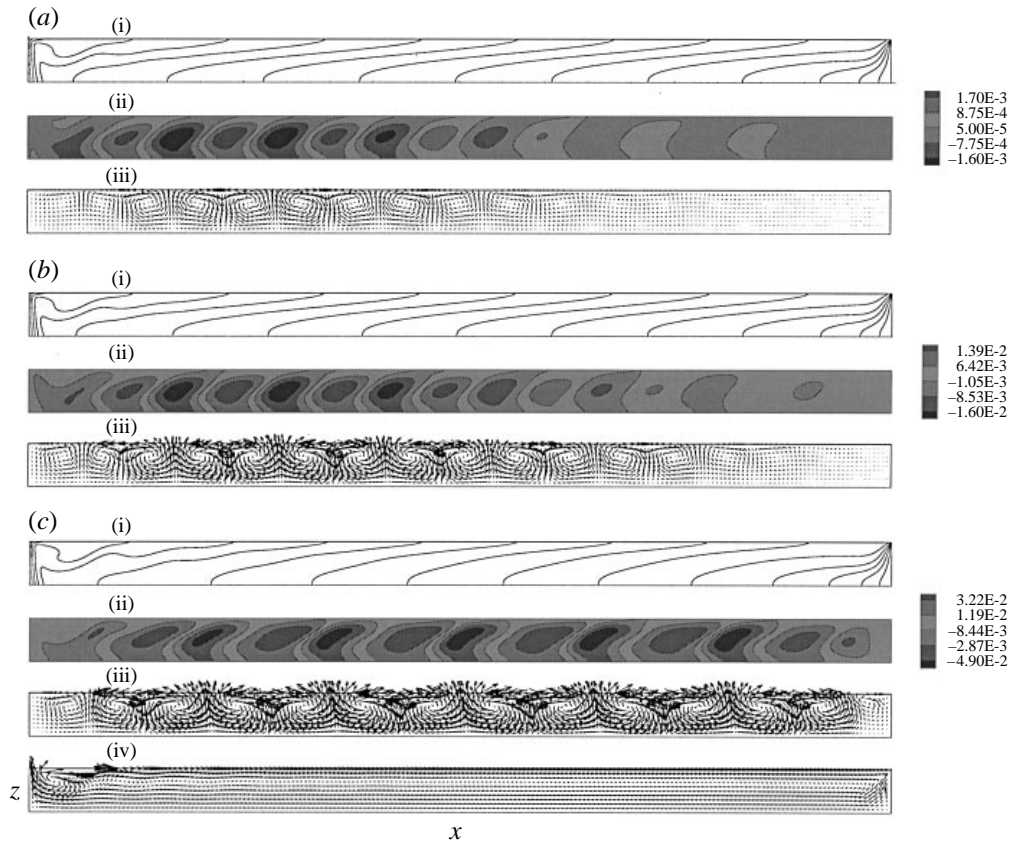 (a)
(i)
(ii)
1.70E-3
8.75E-4
5.00E-5
–7.75E-4
–1.60E-3
(iii)
(b)
(i)
(ii)
1.39E-2
6.42E-3
–1.05E-3
–8.53E-3
–1.60E-2
(iii)
(c)
(i)
(ii)
3.22E-2
1.19E-2
–8.44E-3
–2.87E-3
–4.90E-2
(iii)
(iv)
z
x